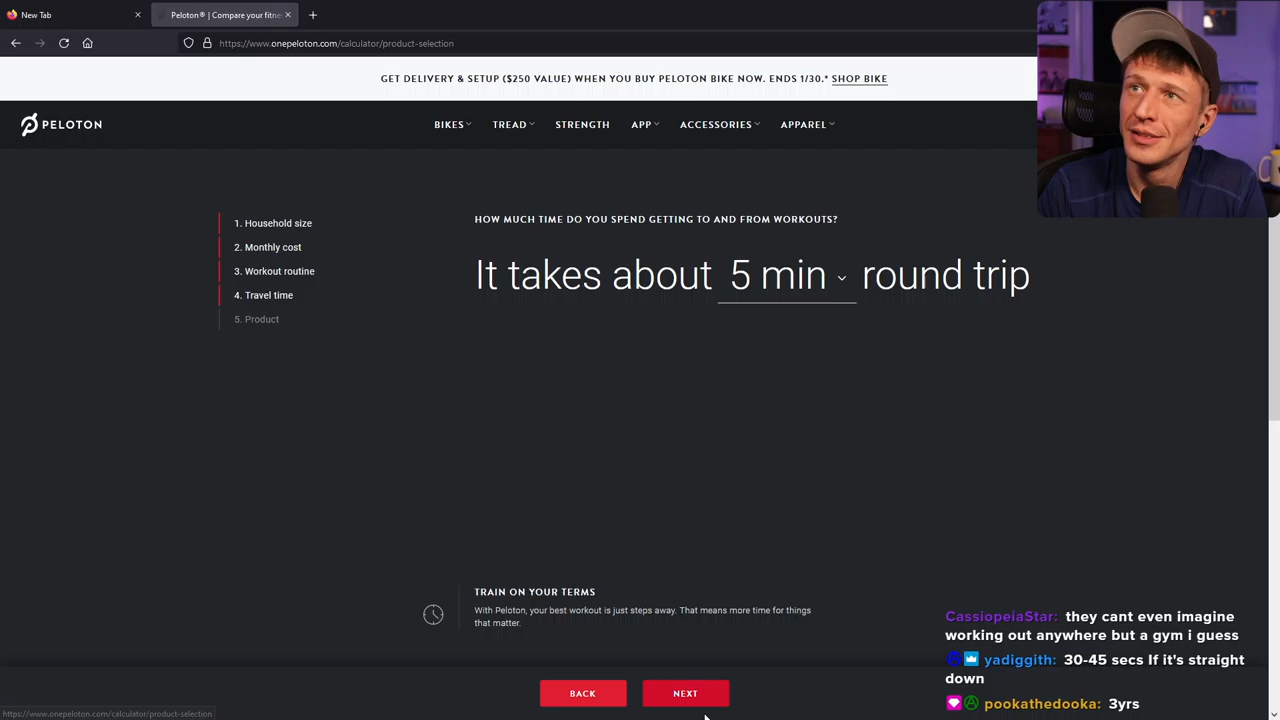 New Tab
Peloton® | Compare your fitne
https://www.onepeloton.com/calculator/product-selection
GET DELIVERY & SETUP ($250 VALUE) WHEN YOU BUY PELOTON BIKE NOW. ENDS 1/30.* SHOP BIKE
PELOTON
BIKES
TREAD
STRENGTH
APP
ACCESSORIES
APPAREL
1. Household size
2. Monthly cost
3. Workout routine
4. Travel time
5. Product
HOW MUCH TIME DO YOU SPEND GETTING TO AND FROM WORKOUTS?
It takes about 5 min round trip
TRAIN ON YOUR TERMS
With Peloton, your best workout is just steps away. That means more time for things
that matter.
BACK
NEXT
https://www.onepeloton.com/calculator/product-selection
CassiopeiaStar: they cant even imagine
working out anywhere but a gym i guess
yadiggith: 30-45 secs If it's straight
down
pookathedooka: 3yrs